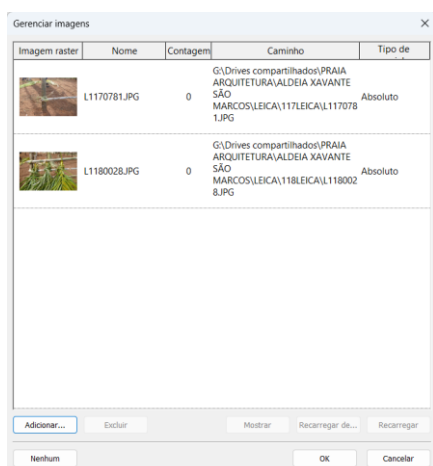 Gerenciar imagens
Imagem raster Nome Contagem Caminho Tipo de
L1170781.JPG 0 G:\Drives compartilhados\PRAIA
ARQUITETURA\ALDEIA XAVANTE
SÃO
MARCOS\LEICA\117LEICA\L117078
1.JPG
Absoluto
L1180028.JPG 0 G:\Drives compartilhados\PRAIA
ARQUITETURA\ALDEIA XAVANTE
SÃO
MARCOS\LEICA\118LEICA\L118002
8.JPG
Absoluto
Adicionar... Excluir Mostrar Recarregar de... Recarregar
Nenhum OK Cancelar